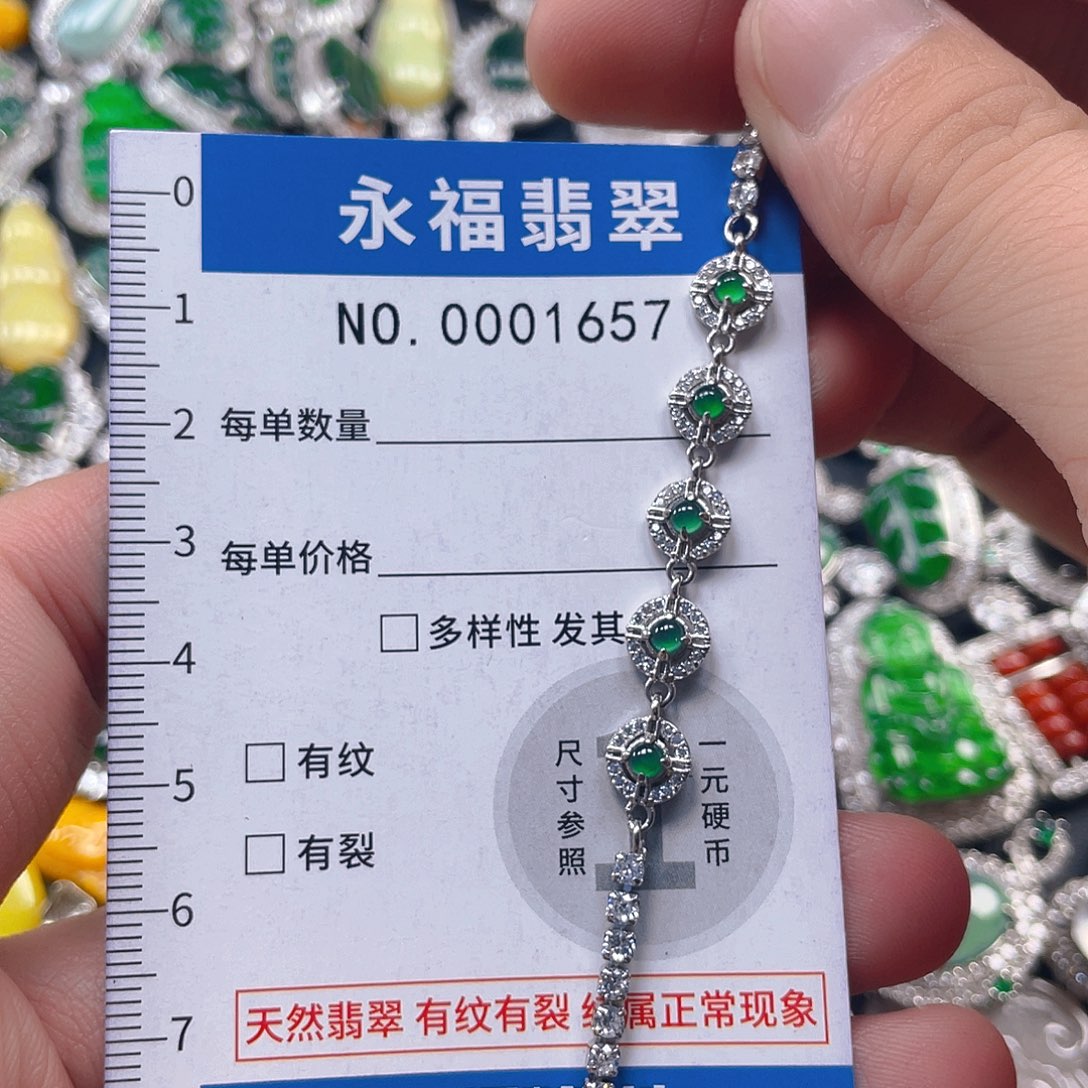 永福翡翠
NO. 0001657
0
1
2
3
4
5
6
7
每单数量
每单价格
□多样性 发其
□有纹
□有裂
尺寸参照
1
一元硬币
天然翡翠 有纹有裂 属正常现象